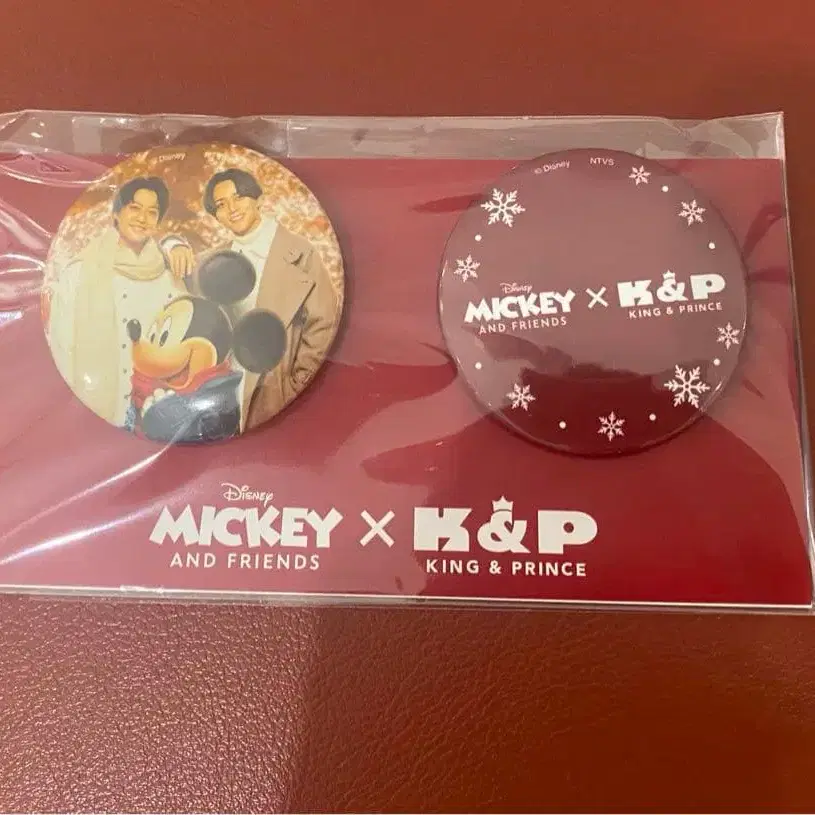 © Disney
© Disney NTVS
Disney
MICKEY × K&P
AND FRIENDS KING & PRINCE
Disney
MICKEY × K&P
AND FRIENDS KING & PRINCE